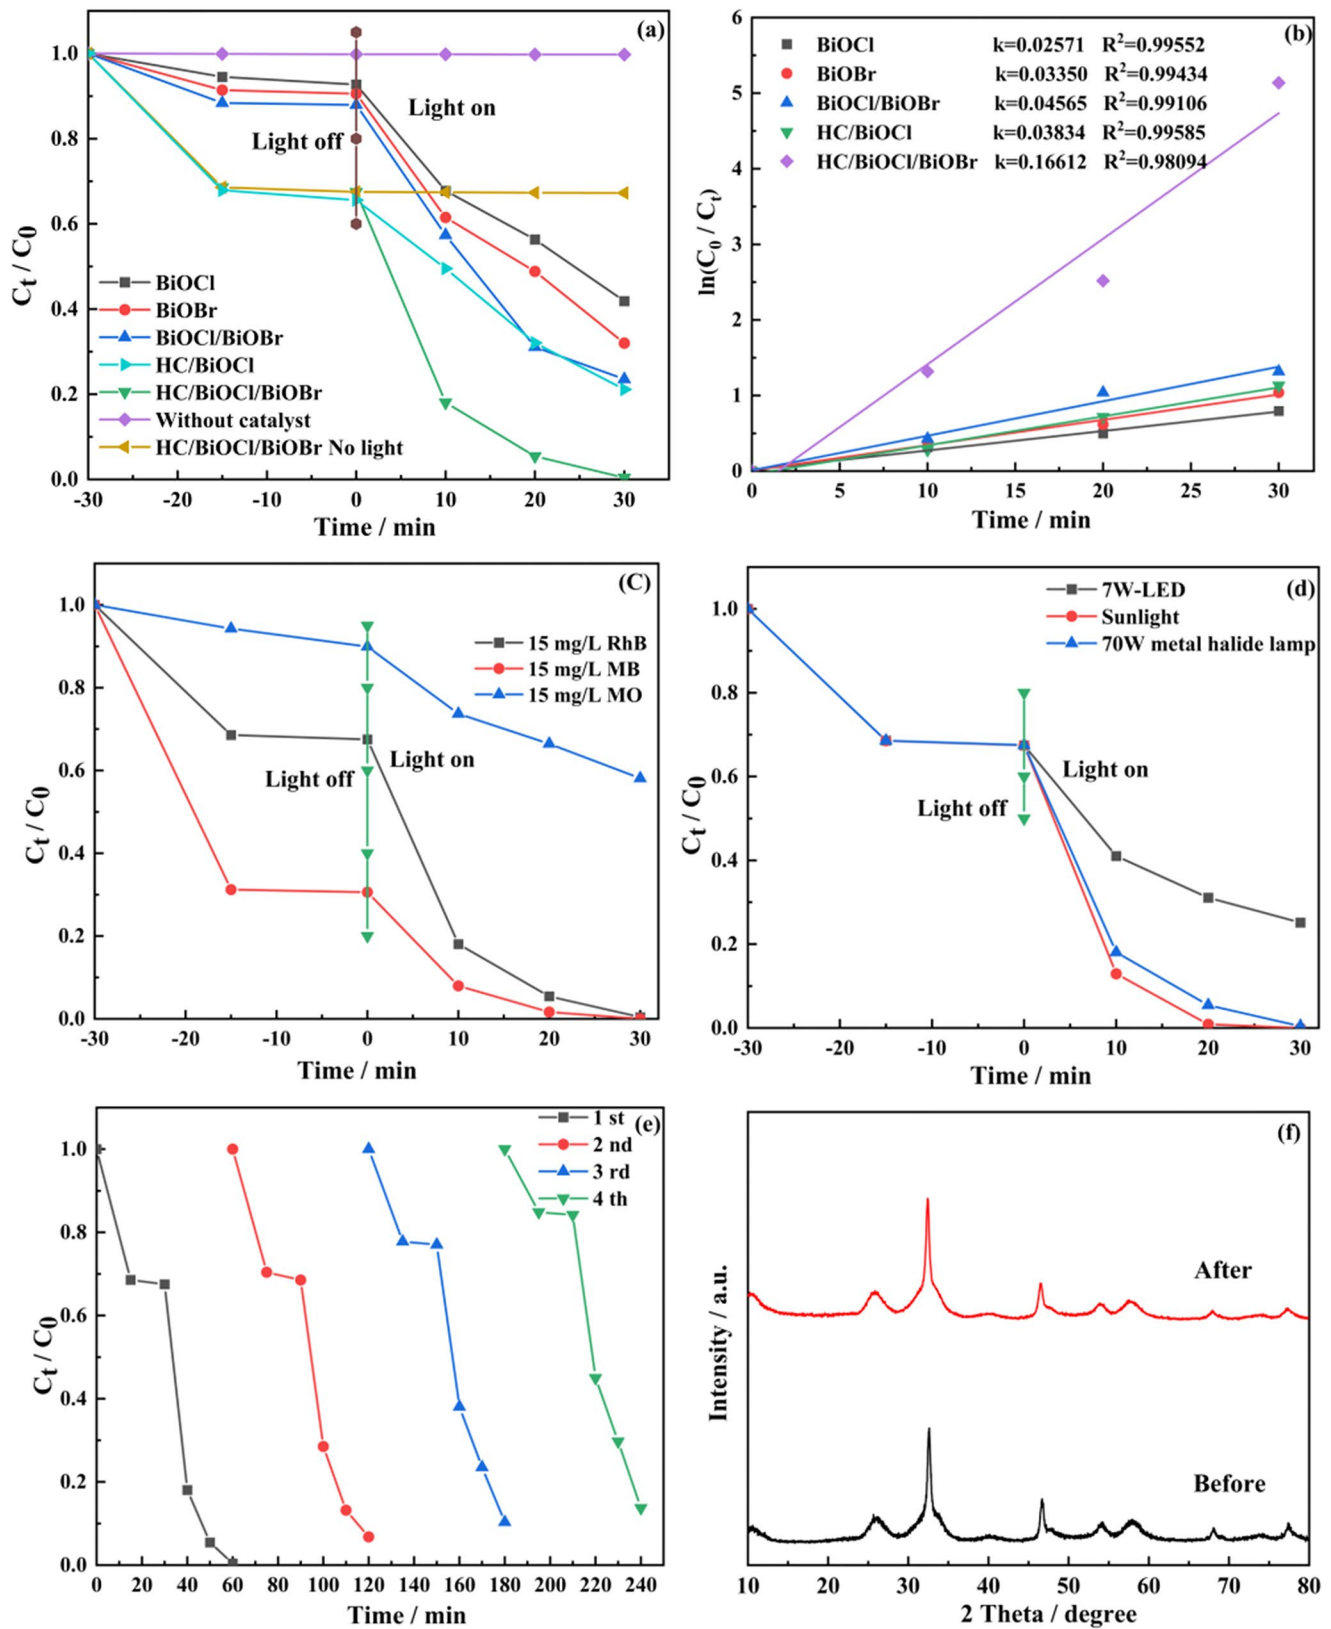 (a)
1.0
0.8
0.6
0.4
0.2
0.0
Ct / C0
Light on
Light off
BiOCl
BiOBr
BiOCl/BiOBr
HC/BiOCl
HC/BiOCl/BiOBr
Without catalyst
HC/BiOCl/BiOBr No light
-30 -20 -10 0 10 20 30
Time / min
(b)
6
5
4
3
2
1
0
ln(C0 / Ct)
BiOCl k=0.02571 R2=0.99552
BiOBr k=0.03350 R2=0.99434
BiOCl/BiOBr k=0.04565 R2=0.99106
HC/BiOCl k=0.03834 R2=0.99585
HC/BiOCl/BiOBr k=0.16612 R2=0.98094
0 5 10 15 20 25 30
Time / min
(C)
1.0
0.8
0.6
0.4
0.2
0.0
Ct / C0
15 mg/L RhB
15 mg/L MB
15 mg/L MO
Light on
Light off
-30 -20 -10 0 10 20 30
Time / min
(d)
1.0
0.8
0.6
0.4
0.2
0.0
Ct / C0
7W-LED
Sunlight
70W metal halide lamp
Light on
Light off
-30 -20 -10 0 10 20 30
Time / min
(e)
1.0
0.8
0.6
0.4
0.2
0.0
Ct / C0
1 st
2 nd
3 rd
4 th
0 20 40 60 80 100 120 140 160 180 200 220 240
Time / min
(f)
Intensity / a.u.
After
Before
10 20 30 40 50 60 70 80
2 Theta / degree